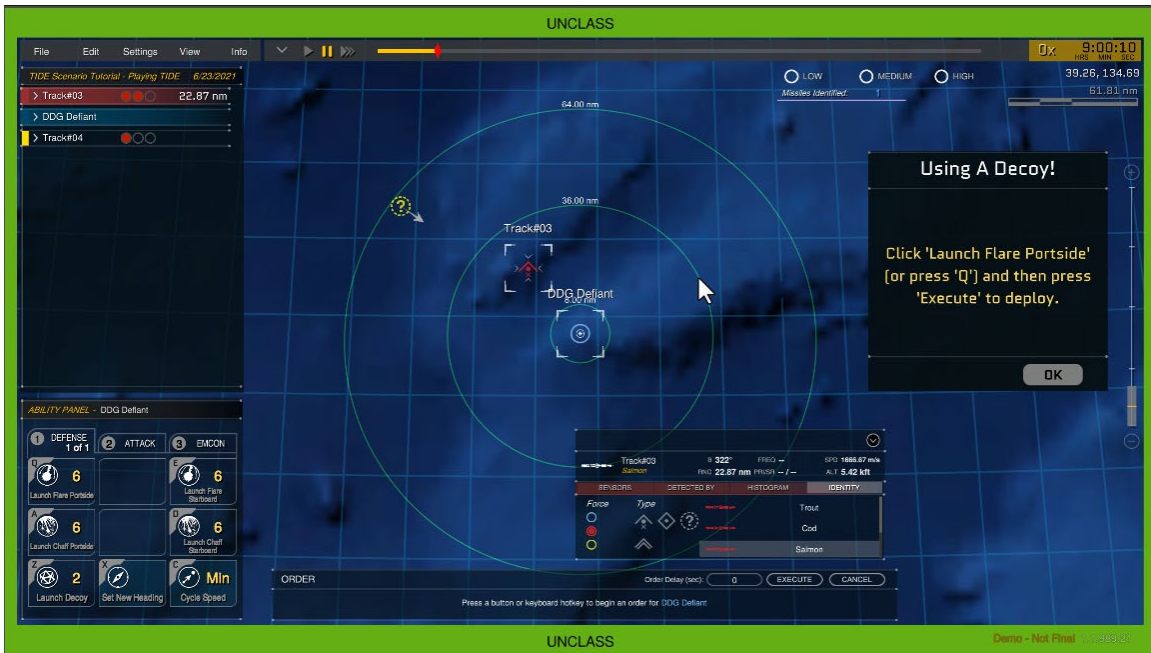 UNCLASS
File Edit Settings View Info
0x 9:00:10
HRS MIN SEC
TIDE Scenario Tutorial - Playing TIDE 6/23/2021
> Track#03 22.87 nm
> DDG Defiant
> Track#04
LOW MEDIUM HIGH
Missiles Identified: 1
39.26, 134.69
61.81 nm
64.00 nm
36.00 nm
?
Track#03
DDG Defiant
8.00 nm
Using A Decoy!
Click 'Launch Flare Portside'
(or press 'Q') and then press
'Execute' to deploy.
OK
ABILITY PANEL - DDG Defiant
1 DEFENSE
1 of 1
2 ATTACK
3 EMCON
Q 6
Launch Flare Portside
E 6
Launch Flare
Starboard
A 6
Launch Chaff Portside
D 6
Launch Chaff
Starboard
Z 2
Launch Decoy
X
Set New Heading
C Min
Cycle Speed
Track#03 B 322° FREQ -- SPD 1666.67 m/s
Salmon RNG 22.87 nm PRI/SR -- / -- ALT 5.42 kft
SENSORS DETECTED BY HISTOGRAM IDENTITY
Force Type
?
Trout
Cod
Salmon
ORDER Order Delay (sec): 0 EXECUTE CANCEL
Press a button or keyboard hotkey to begin an order for DDG Defiant
UNCLASS
Demo - Not Final